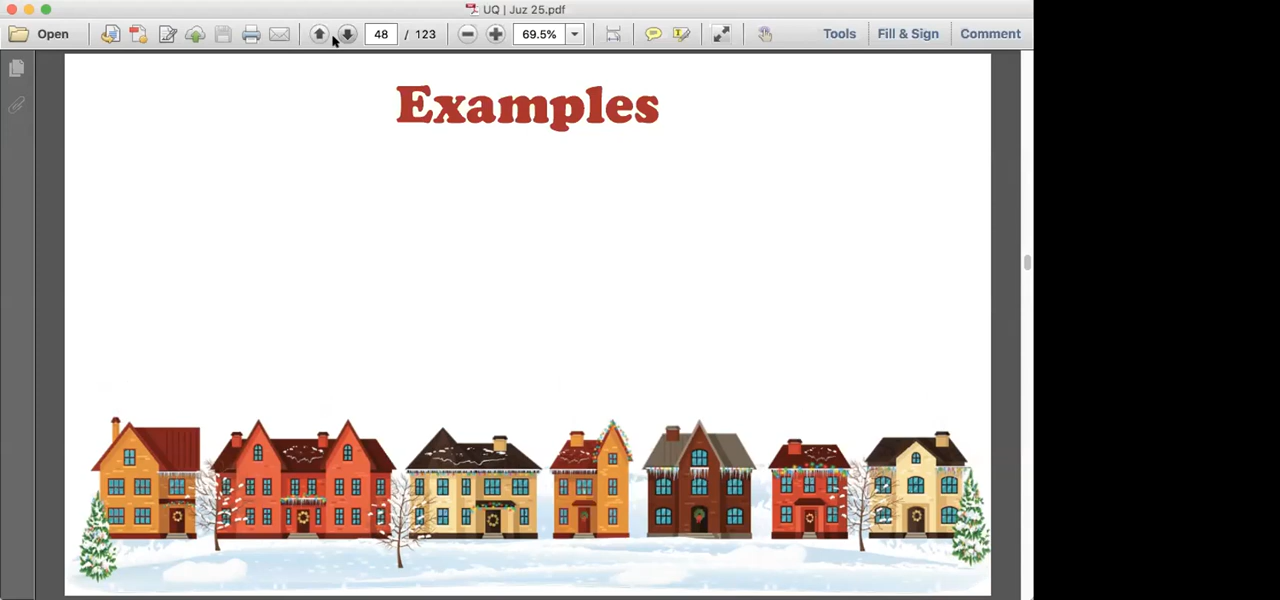 UQ | Juz 25.pdf
Open
48 / 123
69.5%
Tools
Fill & Sign
Comment
Examples